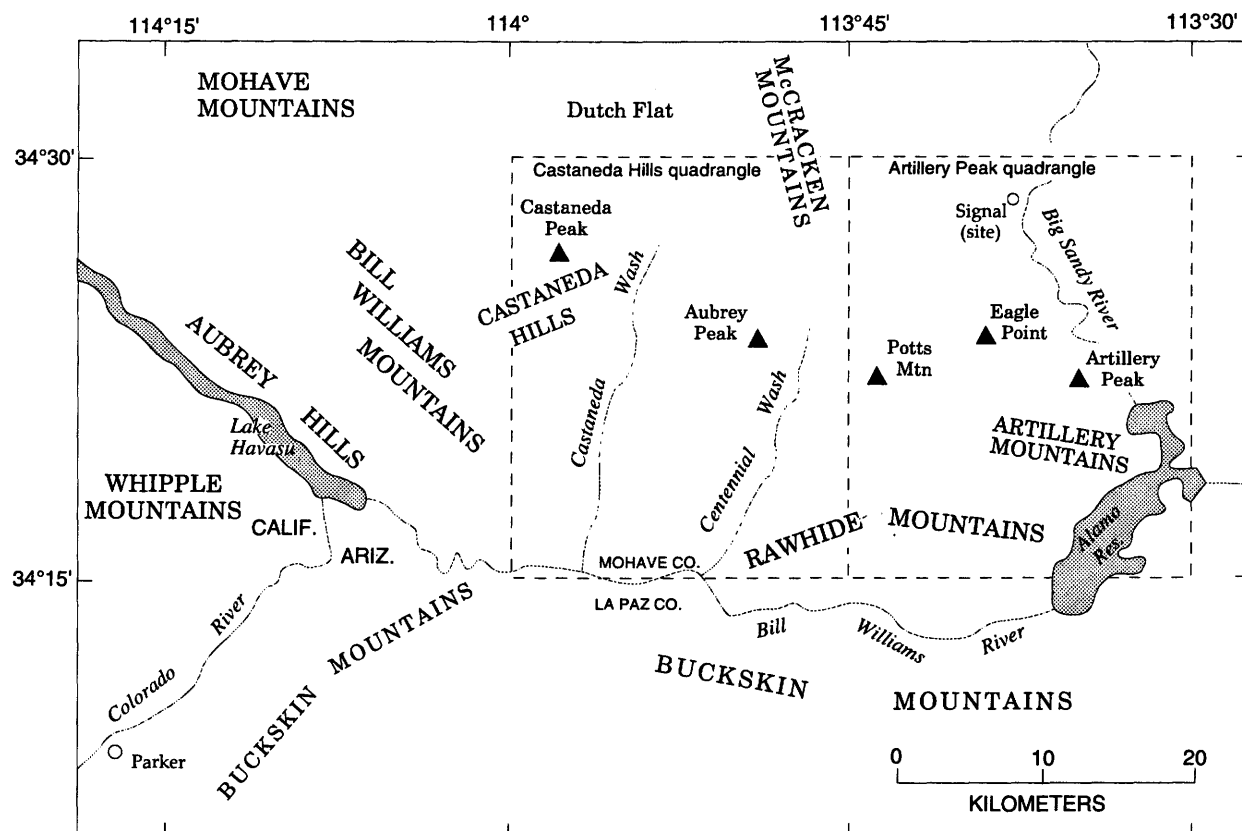 114°15'
114°
113°45'
113°30'
MOHAVE
MOUNTAINS
Dutch Flat
McCRACKEN
MOUNTAINS
34°30'
Castaneda Hills quadrangle
Artillery Peak quadrangle
Castaneda
Peak
Signal
(site)
Big Sandy River
BILL
WILLIAMS
MOUNTAINS
CASTANEDA
HILLS
Castaneda Wash
Aubrey
Peak
Eagle
Point
Potts
Mtn
Artillery
Peak
AUBREY
HILLS
Lake
Havasu
Centennial Wash
ARTILLERY
MOUNTAINS
WHIPPLE
MOUNTAINS
CALIF.
ARIZ.
RAWHIDE MOUNTAINS
Alamo
Res.
34°15'
MOHAVE CO.
LA PAZ CO.
Bill Williams River
Colorado River
BUCKSKIN MOUNTAINS
BUCKSKIN MOUNTAINS
Parker
0 10 20
KILOMETERS